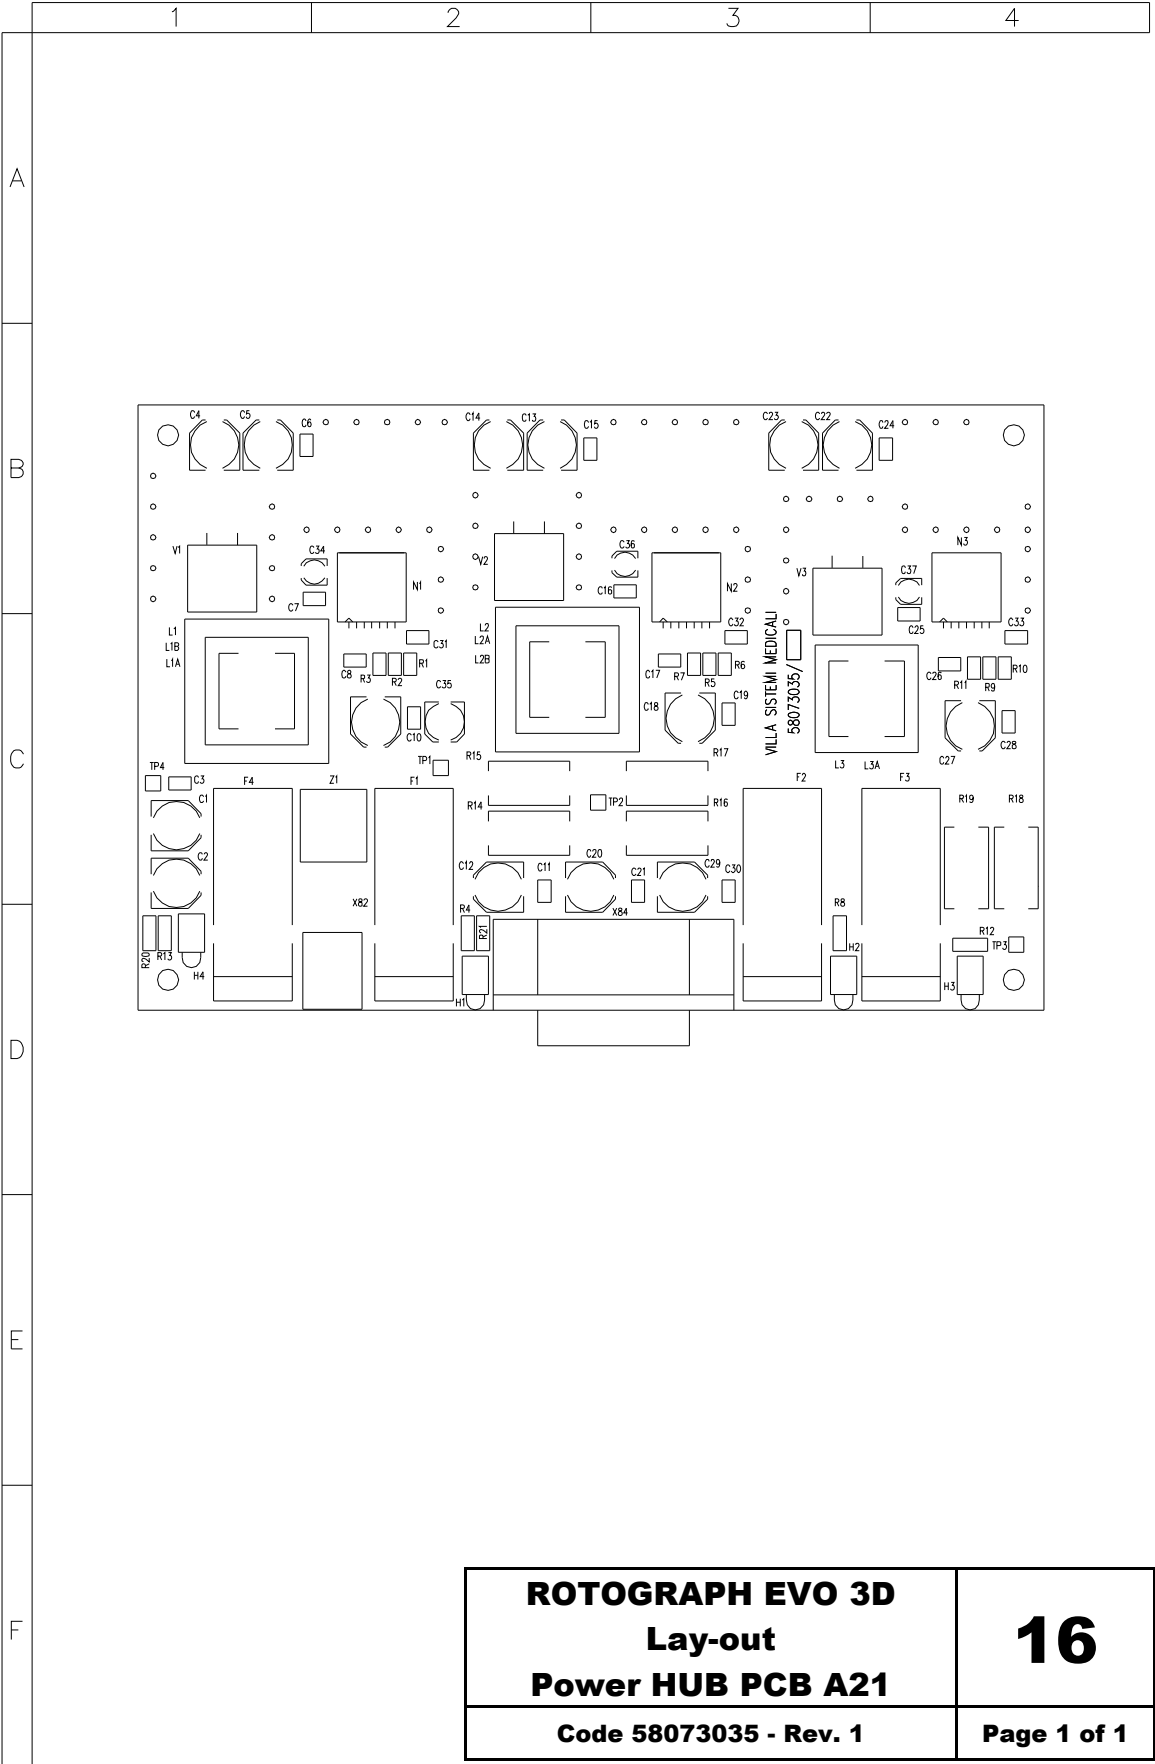 1 2 3 4
A
B
C
D
E
F
C4 C5 C6 C14 C13 C15 C23 C22 C24
V1 C34 N1 V2 C36 C16 N2 V3 C37 N3
C7 C25
L1 C31 L2 C32 C33
L1B L2A
L1A C8 R3 R2 R1 L2B C17 R7 R5 R6 C26 R11 R9 R10
C35 C10 C18 C19 C27 C28
VILLA SISTEMI MEDICALI
58073035/
TP4 C3 F4 Z1 F1 TP1 R15 R17 F2 L3 L3A F3
C1 R14 TP2 R16 R19 R18
C2 C12 C11 C20 C21 C29 C30
X82 R4 X84 R8
R20 R13 H4 R21 H1 H2 R12 TP3 H3
ROTOGRAPH EVO 3D
Lay-out
Power HUB PCB A21
16
Code 58073035 - Rev. 1
Page 1 of 1